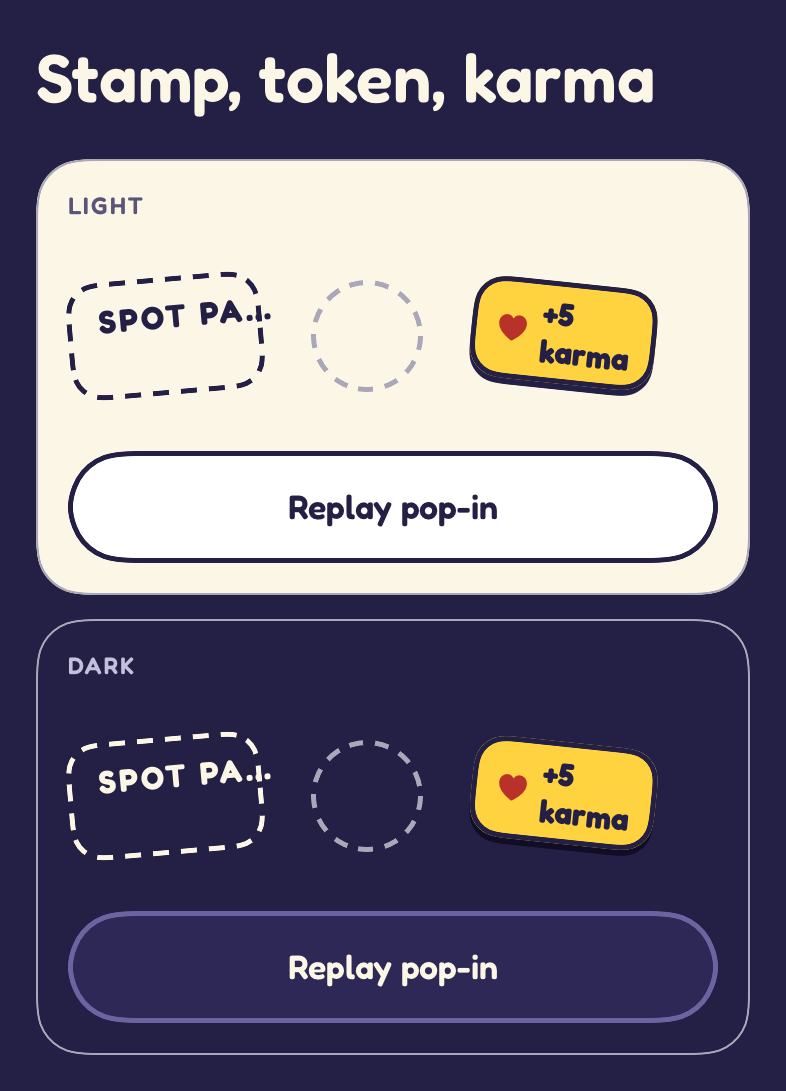 Stamp, token, karma
LIGHT
SPOT PA...
+5
karma
Replay pop-in
DARK
SPOT PA...
+5
karma
Replay pop-in